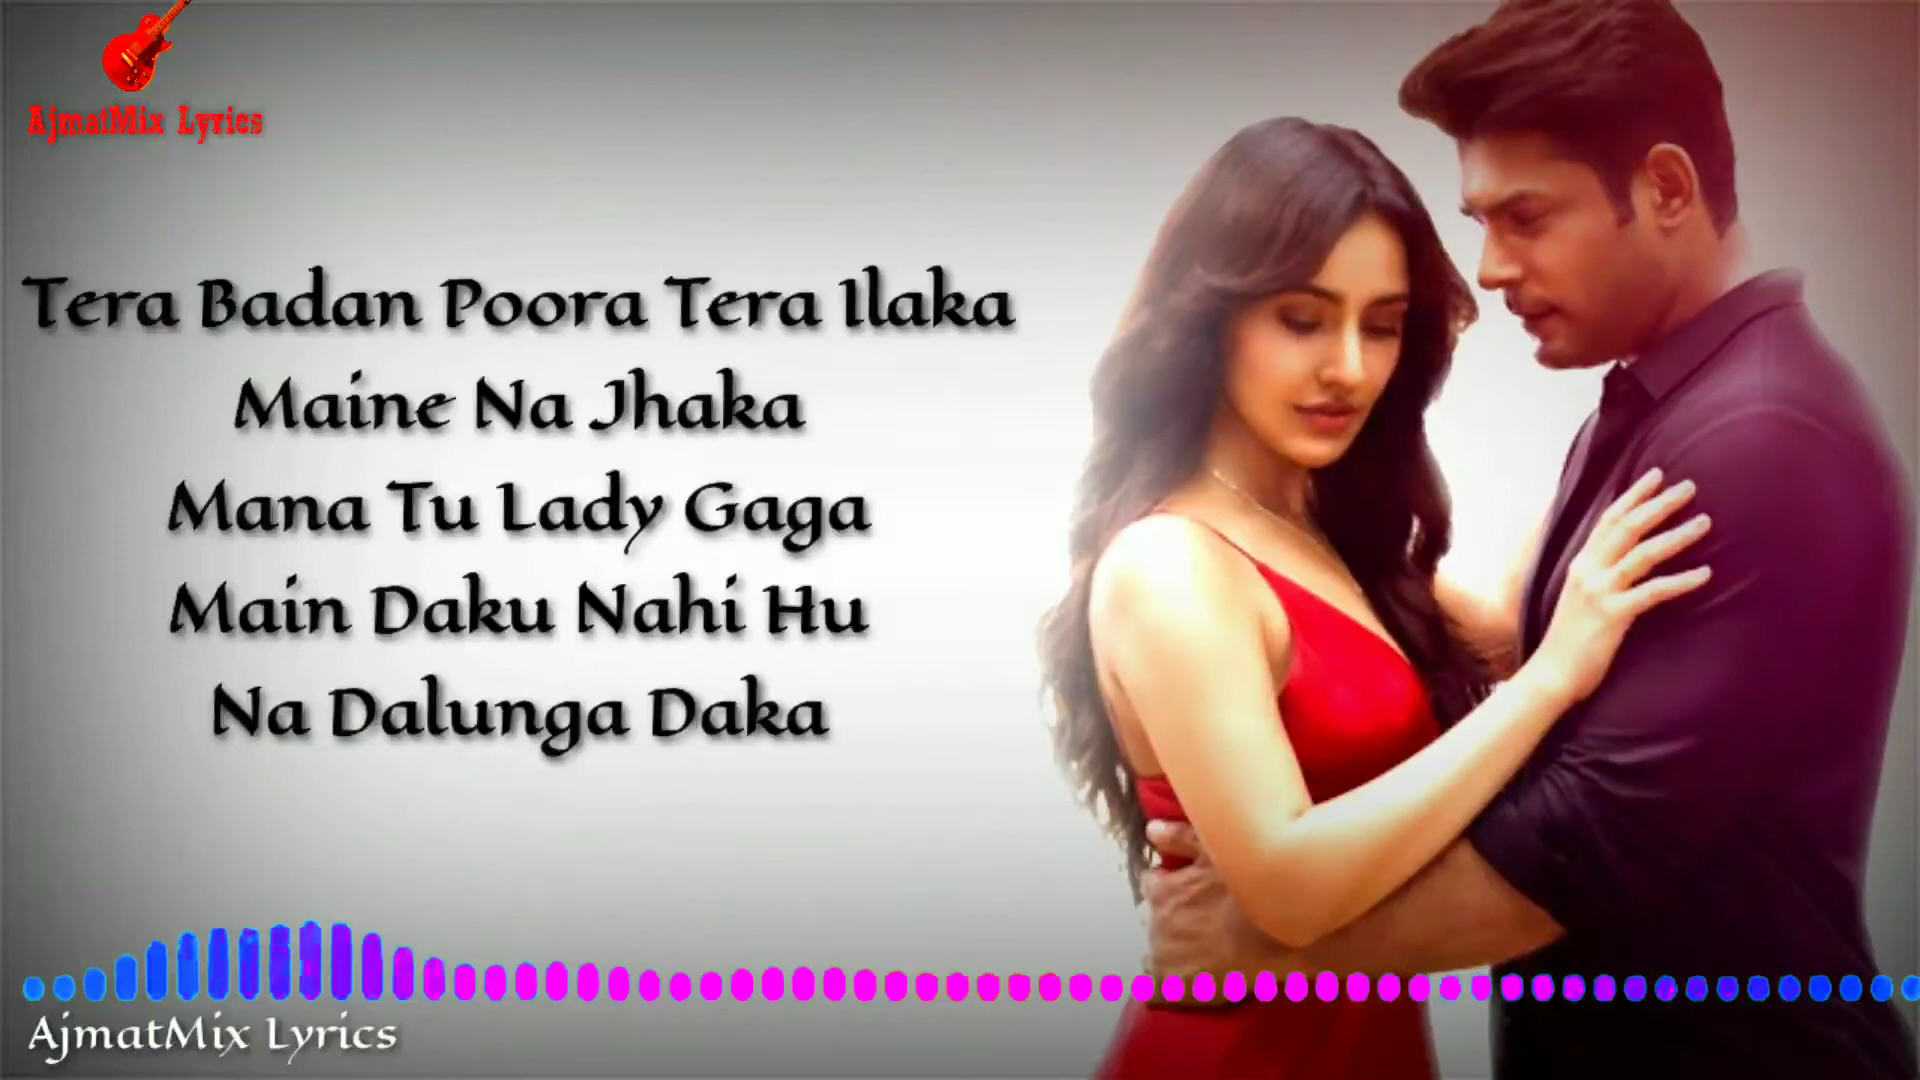 AjmatMix Lyrics
Tera Badan Poora Tera Ilaka
Maine Na Jhaka
Mana Tu Lady Gaga
Main Daku Nahi Hu
Na Dalunga Daka
AjmatMix Lyrics